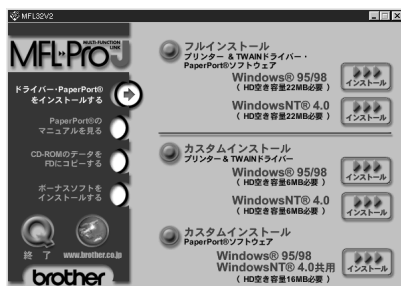 MFL32V2
MFL Pro J
MULTI-FUNCTION LINK
ドライバー・PaperPort®
をインストールする
PaperPort®の
マニュアルを見る
CD-ROMのデータを
FDにコピーする
ボーナスソフトを
インストールする
終 了
www.brother.co.jp
brother
フルインストール
プリンター & TWAINドライバー・
PaperPort®ソフトウェア
Windows® 95/98
( HD空き容量22MB必要 )
インストール
WindowsNT® 4.0
( HD空き容量22MB必要 )
インストール
カスタムインストール
プリンター & TWAINドライバー
Windows® 95/98
( HD空き容量6MB必要 )
インストール
WindowsNT® 4.0
( HD空き容量6MB必要 )
インストール
カスタムインストール
PaperPort®ソフトウェア
Windows® 95/98
WindowsNT® 4.0共用
( HD空き容量16MB必要 )
インストール